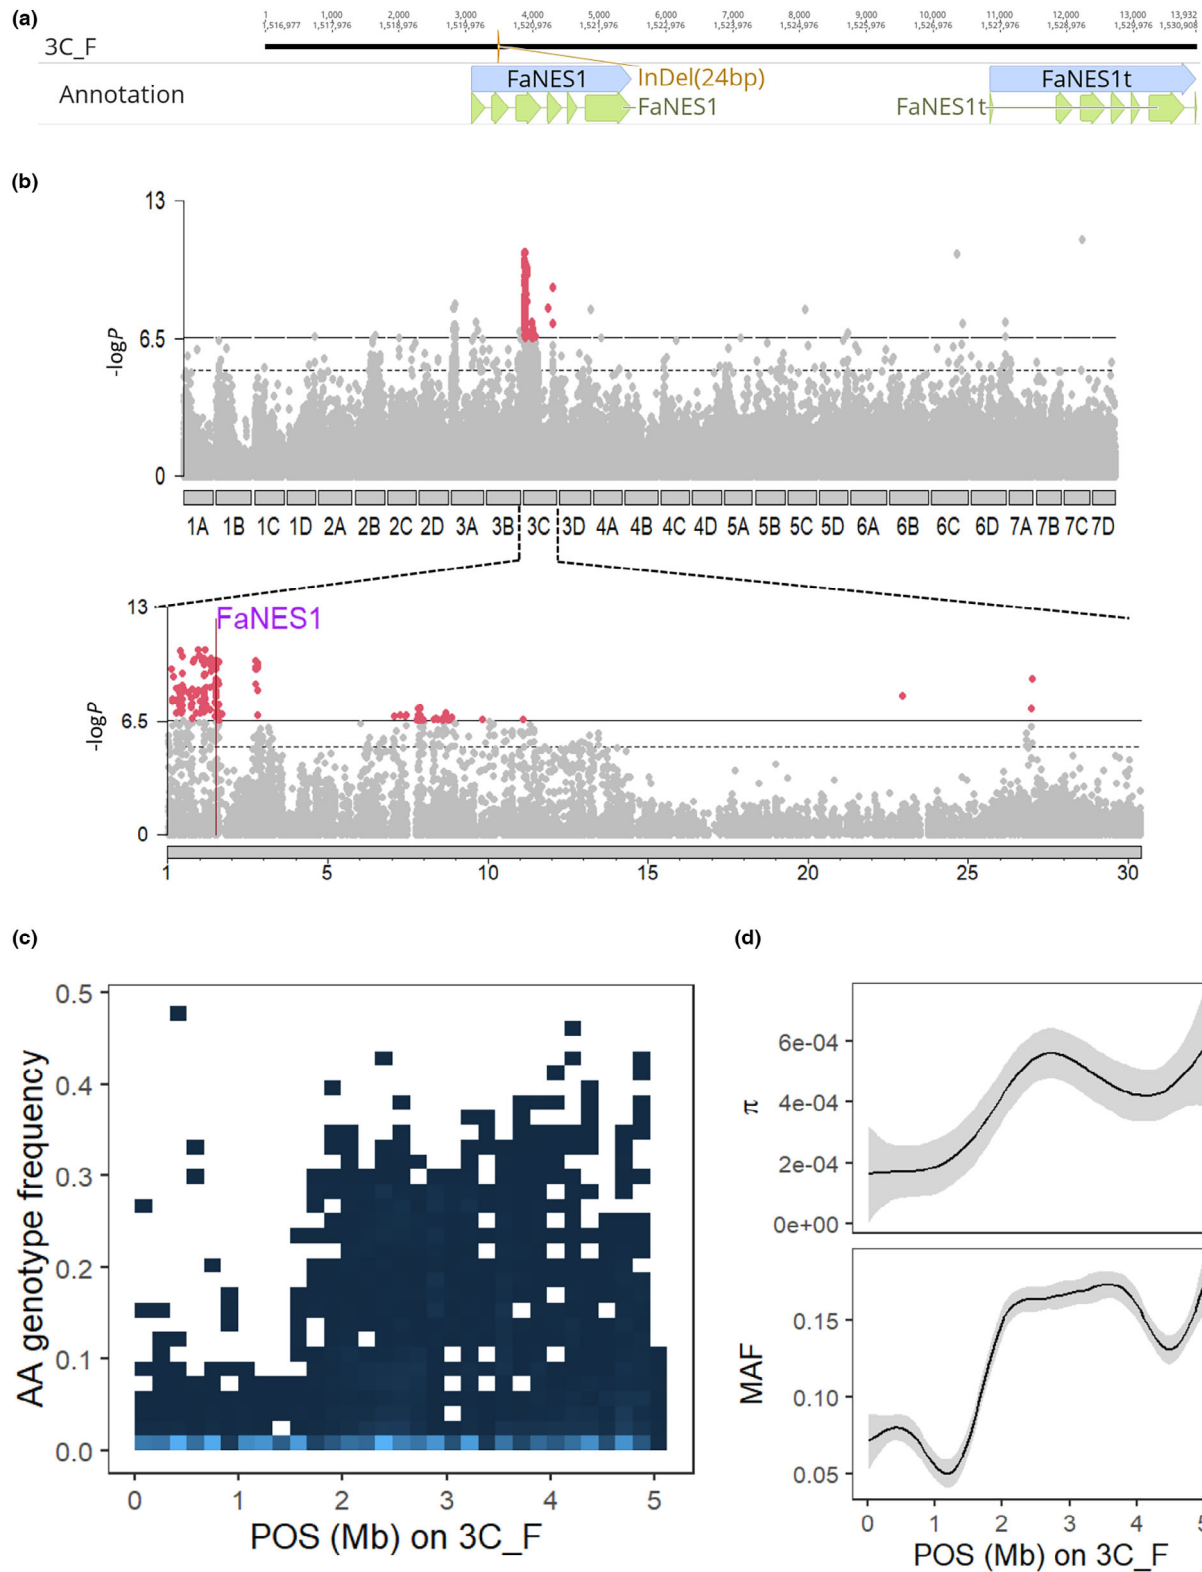 (a)
1 1,000 2,000 3,000 4,000 5,000 6,000 7,000 8,000 9,000 10,000 11,000 12,000 13,000 13,932
1,516,977 1,517,976 1,518,976 1,519,976 1,520,976 1,521,976 1,522,976 1,523,976 1,524,976 1,525,976 1,526,976 1,527,976 1,528,976 1,529,976 1,530,908
3C_F
FaNES1 InDel(24bp) FaNES1t
Annotation
FaNES1 FaNES1t
(b)
13
6.5
0
-logP
1A 1B 1C 1D 2A 2B 2C 2D 3A 3B 3C 3D 4A 4B 4C 4D 5A 5B 5C 5D 6A 6B 6C 6D 7A 7B 7C 7D
13
FaNES1
6.5
0
-logP
1 5 10 15 20 25 30
(c)
0.5
0.4
0.3
0.2
0.1
0.0
AA genotype frequency
0 1 2 3 4 5
POS (Mb) on 3C_F
(d)
6e-04
4e-04
2e-04
0e+00
π
0.15
0.10
0.05
MAF
0 1 2 3 4 5
POS (Mb) on 3C_F